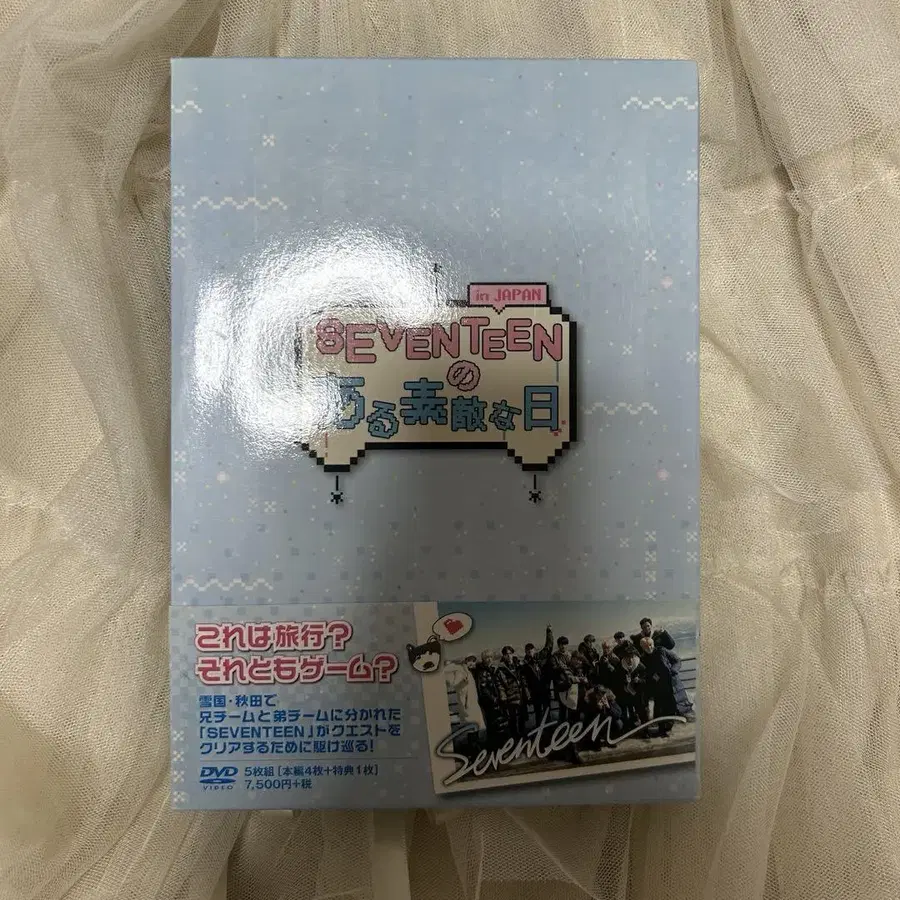 in JAPAN
SEVENTEEN
の
ある素敵な日
これは旅行?
それともゲーム?
雪国・秋田で
兄チームと弟チームに分かれた
「SEVENTEEN」がクエストを
クリアするために駆け巡る!
DVD VIDEO 5枚組[本編4枚+特典1枚]
7,500円+税
Seventeen